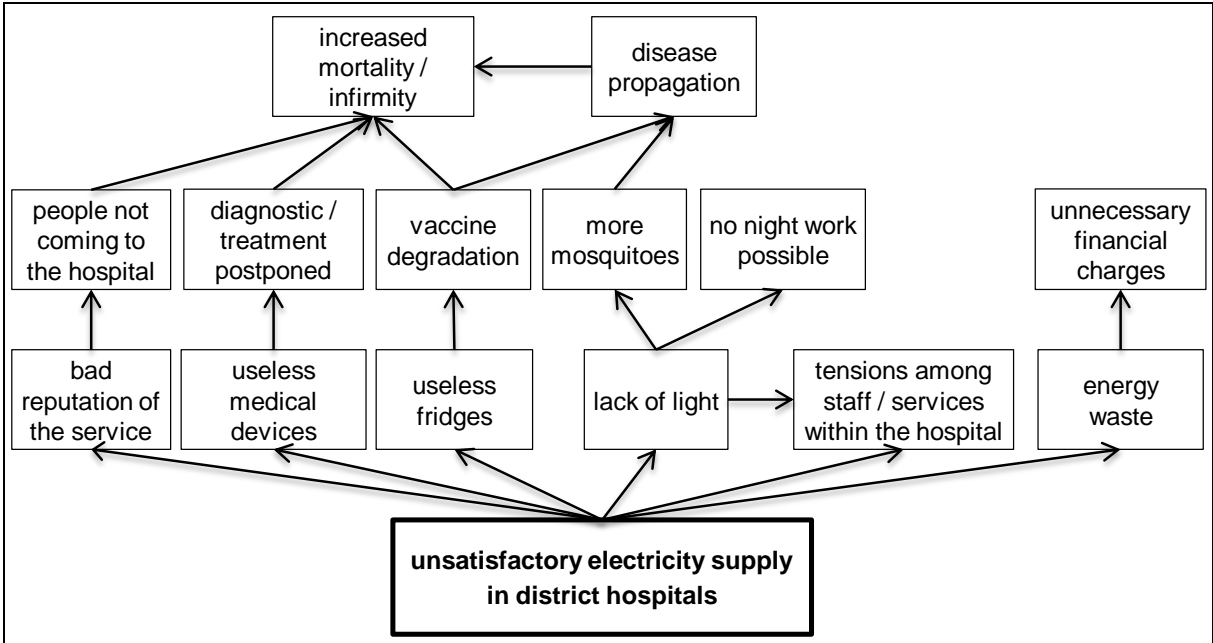 increased
mortality /
infirmity
disease
propagation
people not
coming to
the hospital
diagnostic /
treatment
postponed
vaccine
degradation
more
mosquitoes
no night work
possible
unnecessary
financial
charges
bad
reputation of
the service
useless
medical
devices
useless
fridges
lack of light
tensions among
staff / services
within the hospital
energy
waste
unsatisfactory electricity supply
in district hospitals